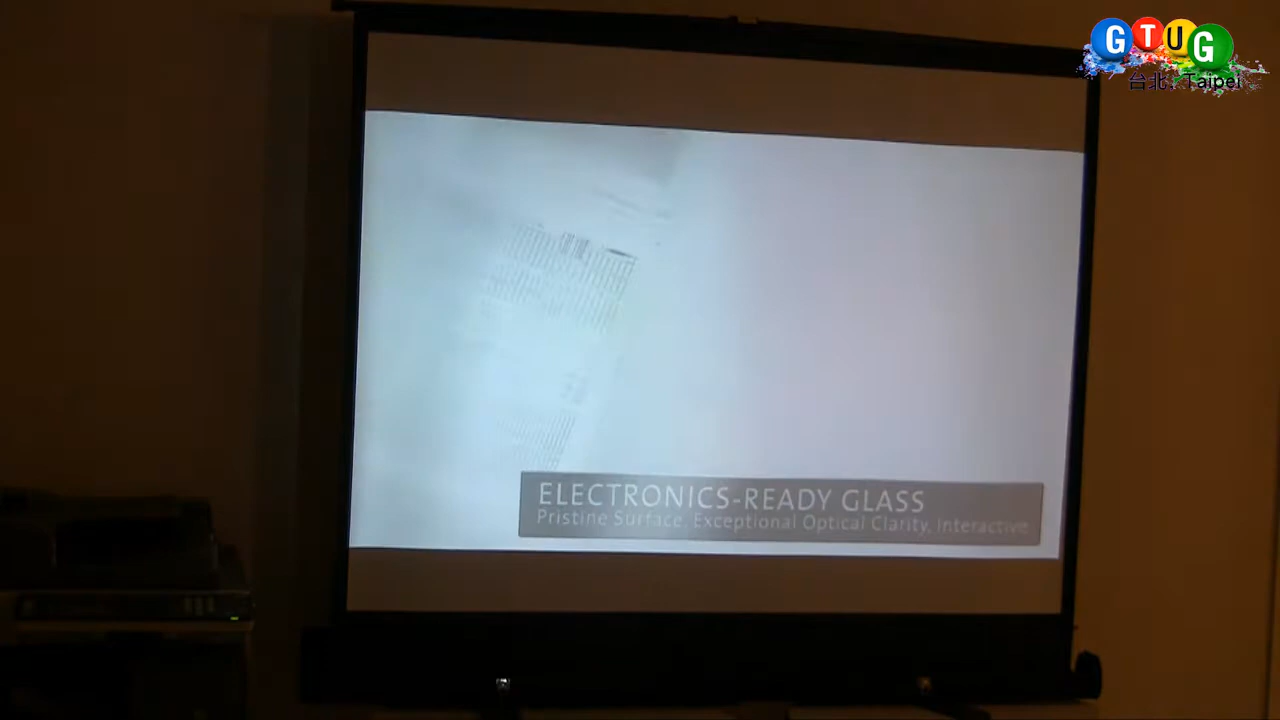 GTUG
台北, Taipei
ELECTRONICS-READY GLASS
Pristine Surface, Exceptional Optical Clarity, Interactive